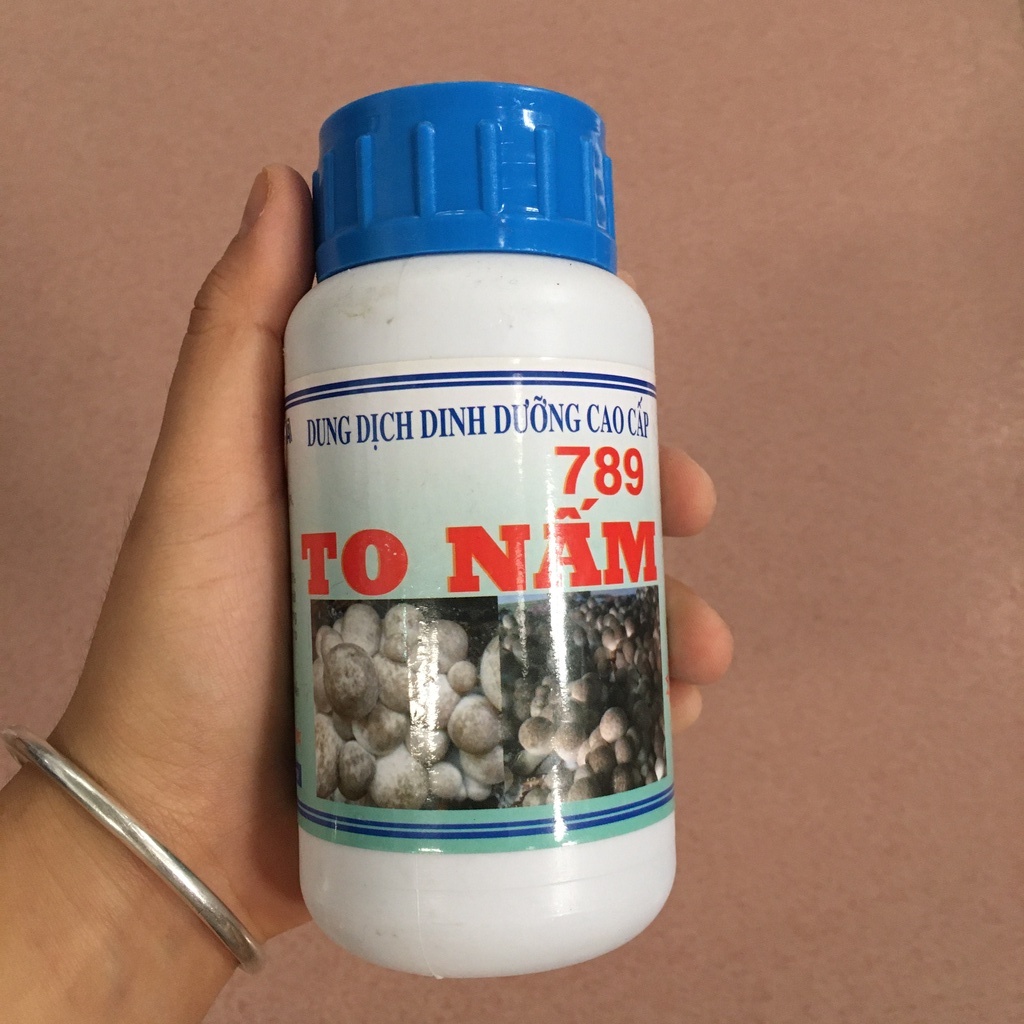 DUNG DỊCH DINH DƯỠNG CAO CẤP
789
TO NẤM